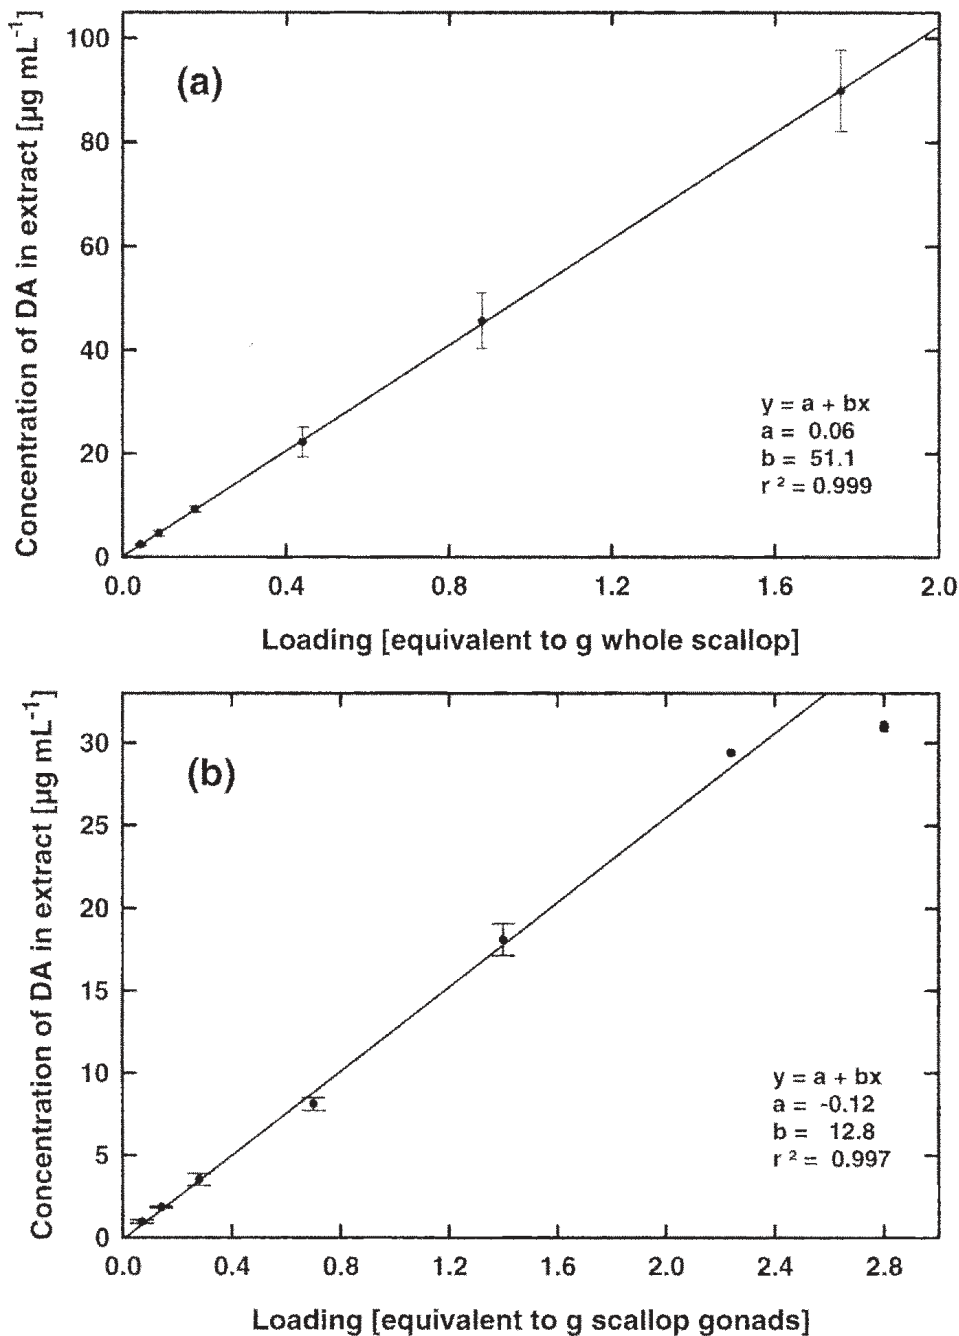 Concentration of DA in extract [µg mL⁻¹]
(a)
100
80
60
40
20
0
y = a + bx
a = 0.06
b = 51.1
r ² = 0.999
0.0 0.4 0.8 1.2 1.6 2.0
Loading [equivalent to g whole scallop]
Concentration of DA in extract [µg mL⁻¹]
(b)
30
25
20
15
10
5
0
y = a + bx
a = -0.12
b = 12.8
r ² = 0.997
0.0 0.4 0.8 1.2 1.6 2.0 2.4 2.8
Loading [equivalent to g scallop gonads]